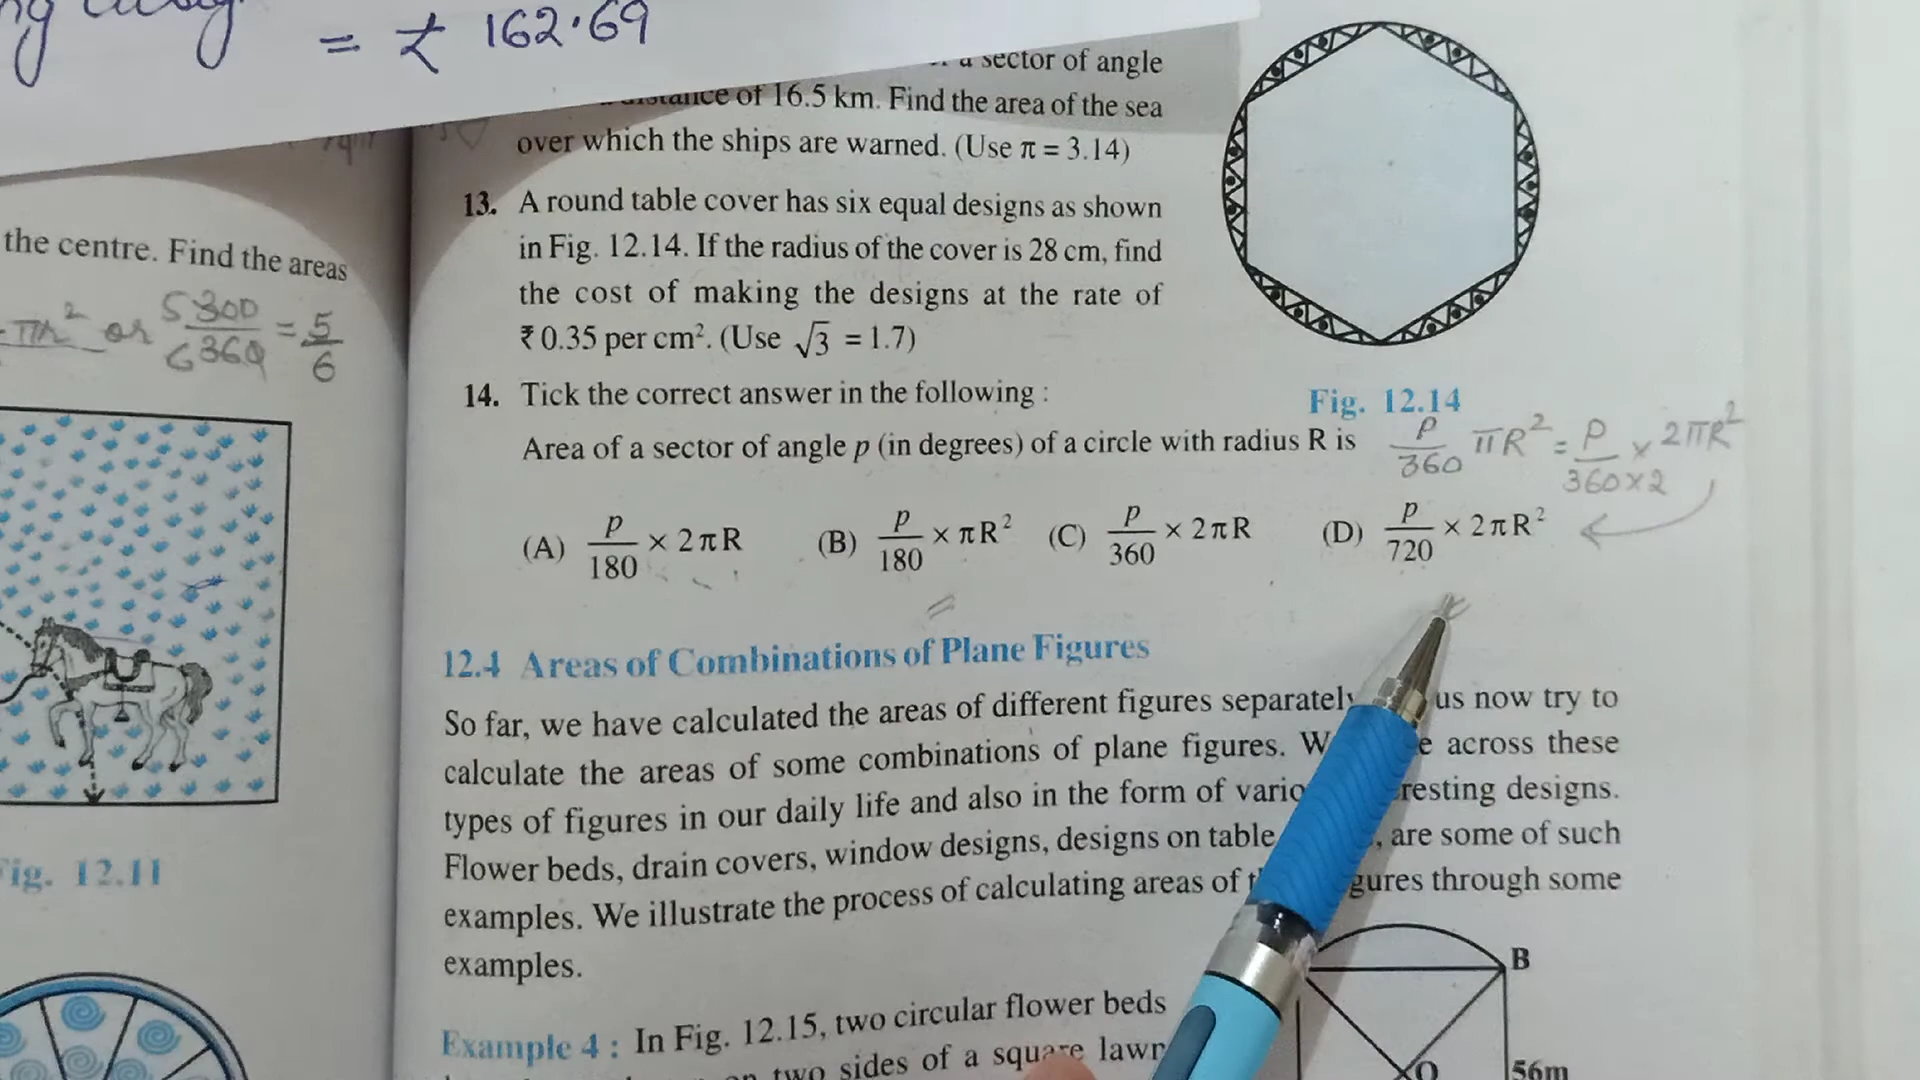 = ₹ 162.69
sector of angle
of 16.5 km. Find the area of the sea
over which the ships are warned. (Use π = 3.14)
13. A round table cover has six equal designs as shown
in Fig. 12.14. If the radius of the cover is 28 cm, find
the cost of making the designs at the rate of
₹ 0.35 per cm². (Use √3 = 1.7)
Fig. 12.14
14. Tick the correct answer in the following :
Area of a sector of angle p (in degrees) of a circle with radius R is
p/360 πR² = p/360×2 × 2πR²
(A) p/180 × 2πR (B) p/180 × πR² (C) p/360 × 2πR (D) p/720 × 2πR²
12.4 Areas of Combinations of Plane Figures
So far, we have calculated the areas of different figures separately us now try to
calculate the areas of some combinations of plane figures. across these
types of figures in our daily life and also in the form of designs.
Flower beds, drain covers, window designs, designs on table , are some of such
examples. We illustrate the process of calculating areas of through some
examples.
Example 4 : In Fig. 12.15, two circular flower beds
two sides of a square lawn
B
O
56m
the centre. Find the areas
πr² or 5 300/6 360 = 5/6
Fig. 12.11